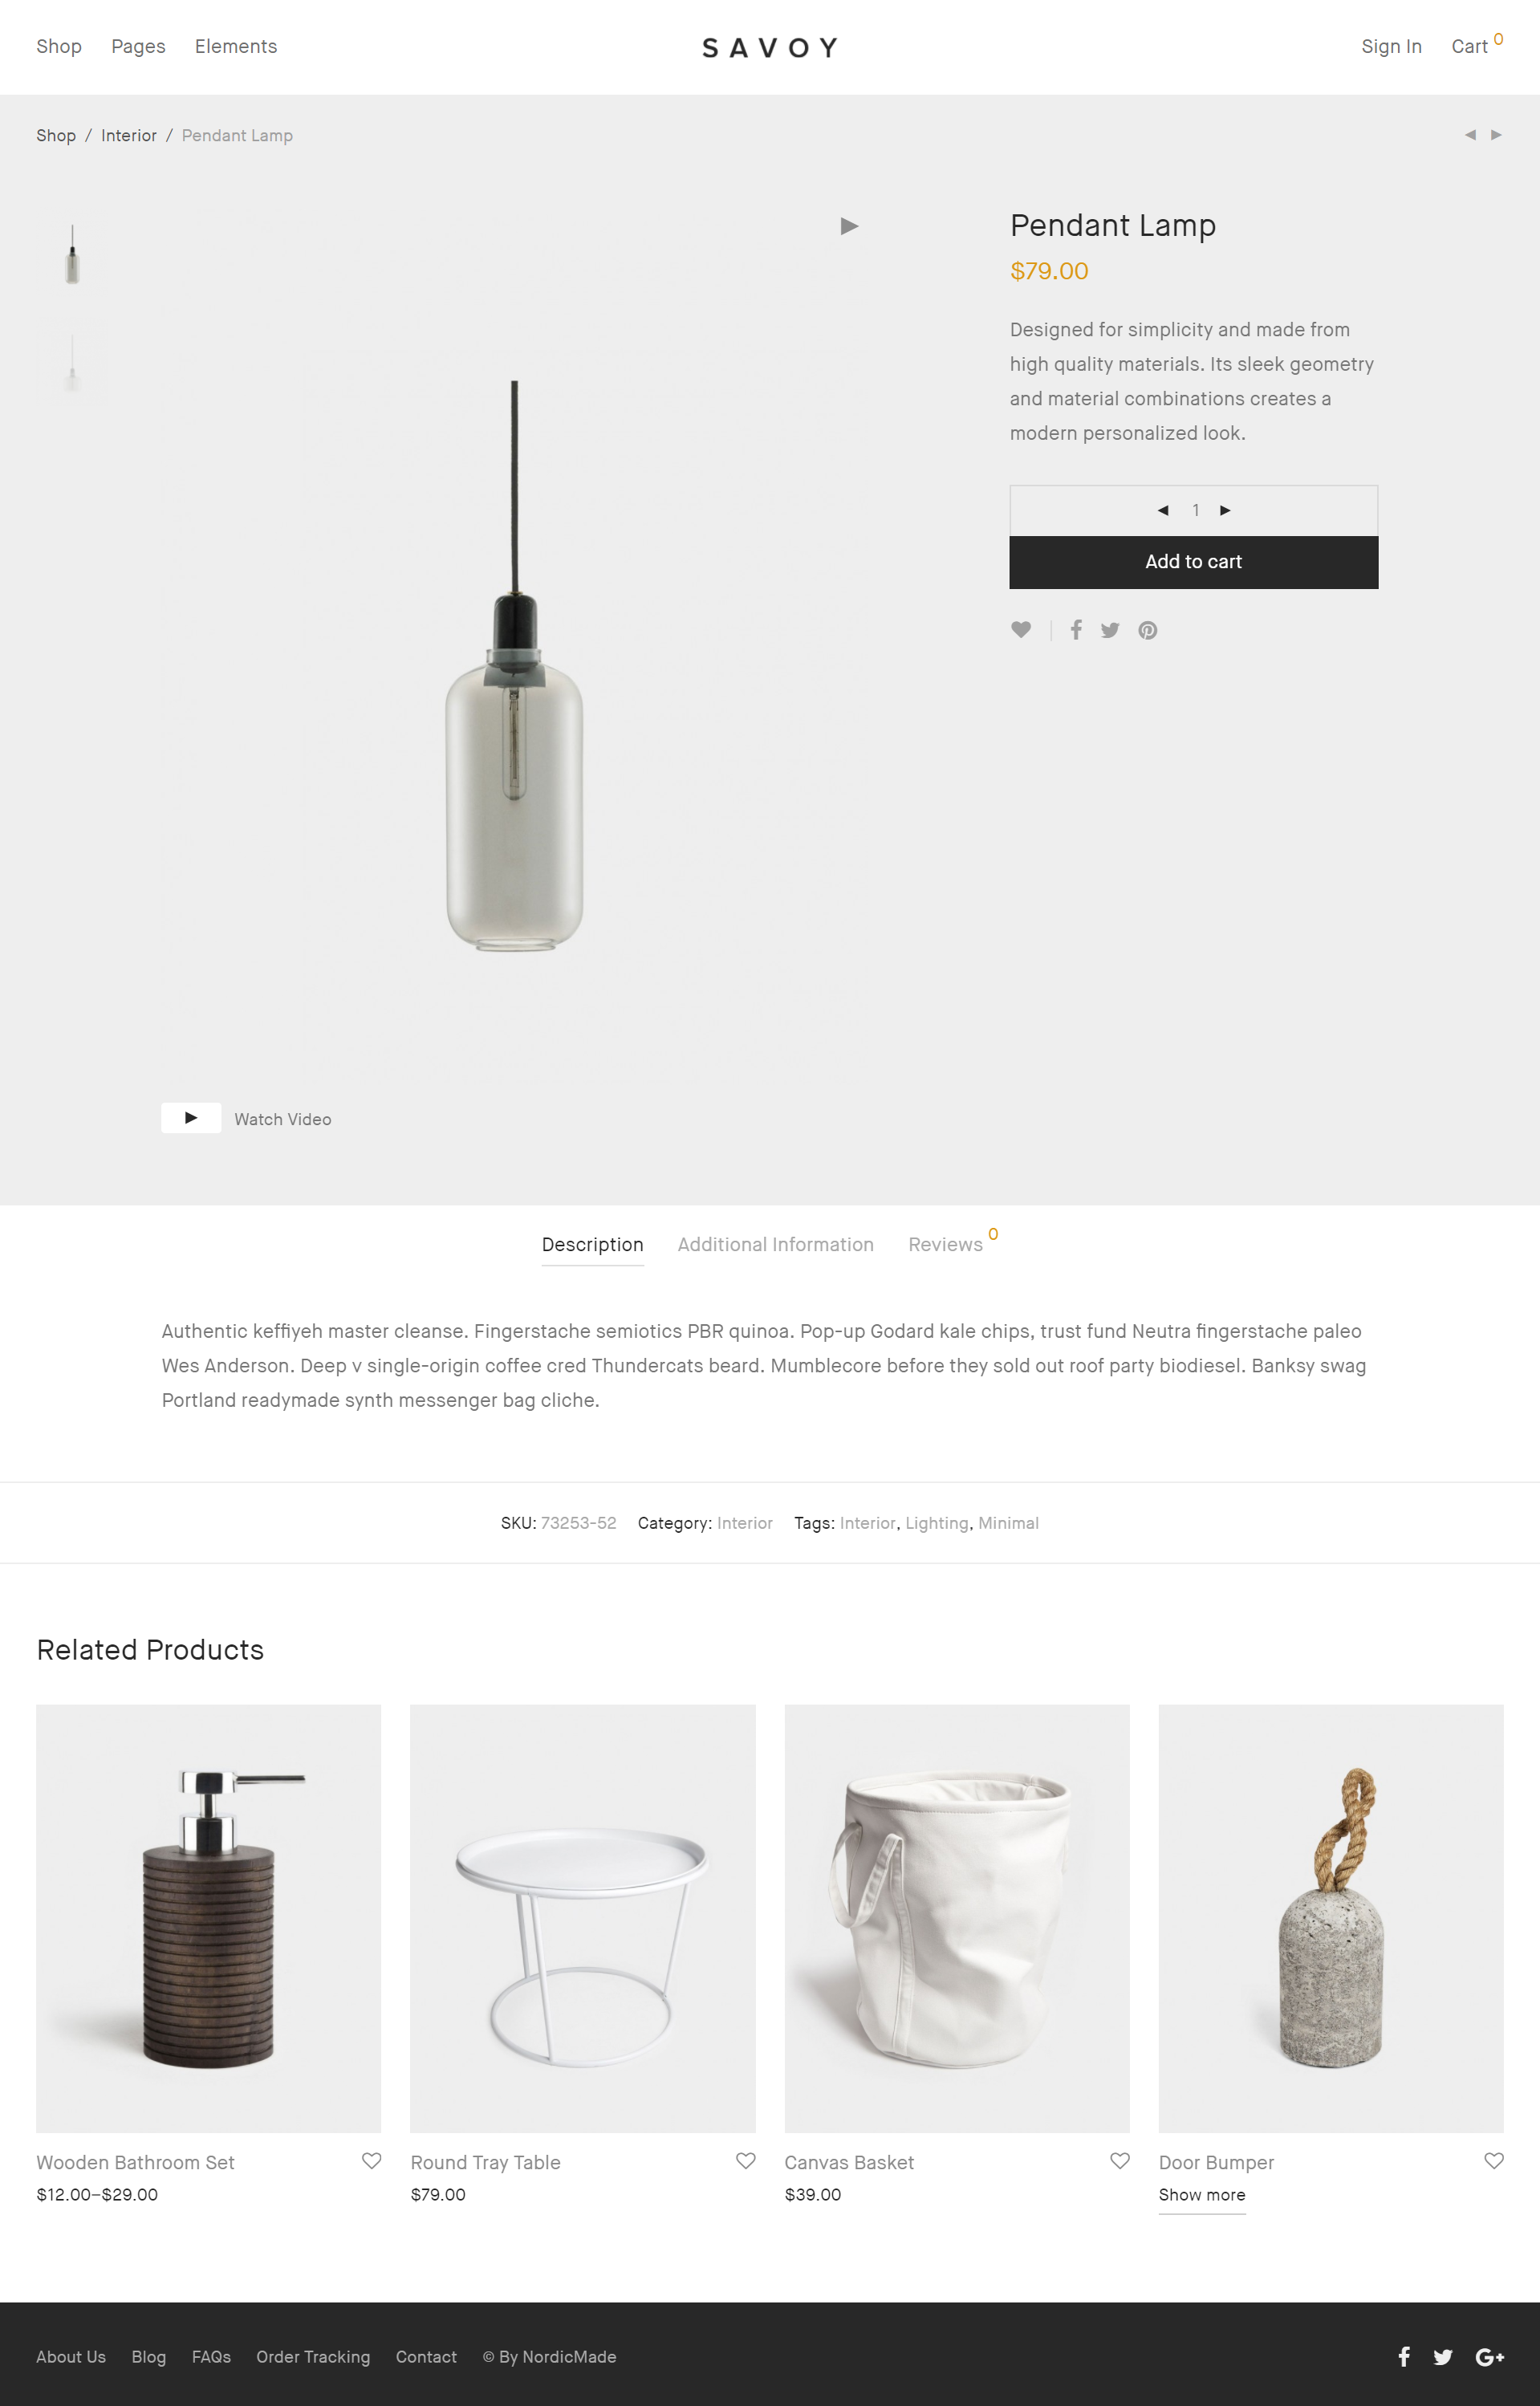 Shop Pages Elements SAVOY Sign In Cart 0
Shop / Interior / Pendant Lamp
Pendant Lamp
$79.00
Designed for simplicity and made from
high quality materials. Its sleek geometry
and material combinations creates a
modern personalized look.
1
Add to cart
Watch Video
Description Additional Information Reviews 0
Authentic keffiyeh master cleanse. Fingerstache semiotics PBR quinoa. Pop-up Godard kale chips, trust fund Neutra fingerstache paleo
Wes Anderson. Deep v single-origin coffee cred Thundercats beard. Mumblecore before they sold out roof party biodiesel. Banksy swag
Portland readymade synth messenger bag cliche.
SKU: 73253-52 Category: Interior Tags: Interior, Lighting, Minimal
Related Products
Wooden Bathroom Set
$12.00–$29.00
Round Tray Table
$79.00
Canvas Basket
$39.00
Door Bumper
Show more
About Us Blog FAQs Order Tracking Contact © By NordicMade